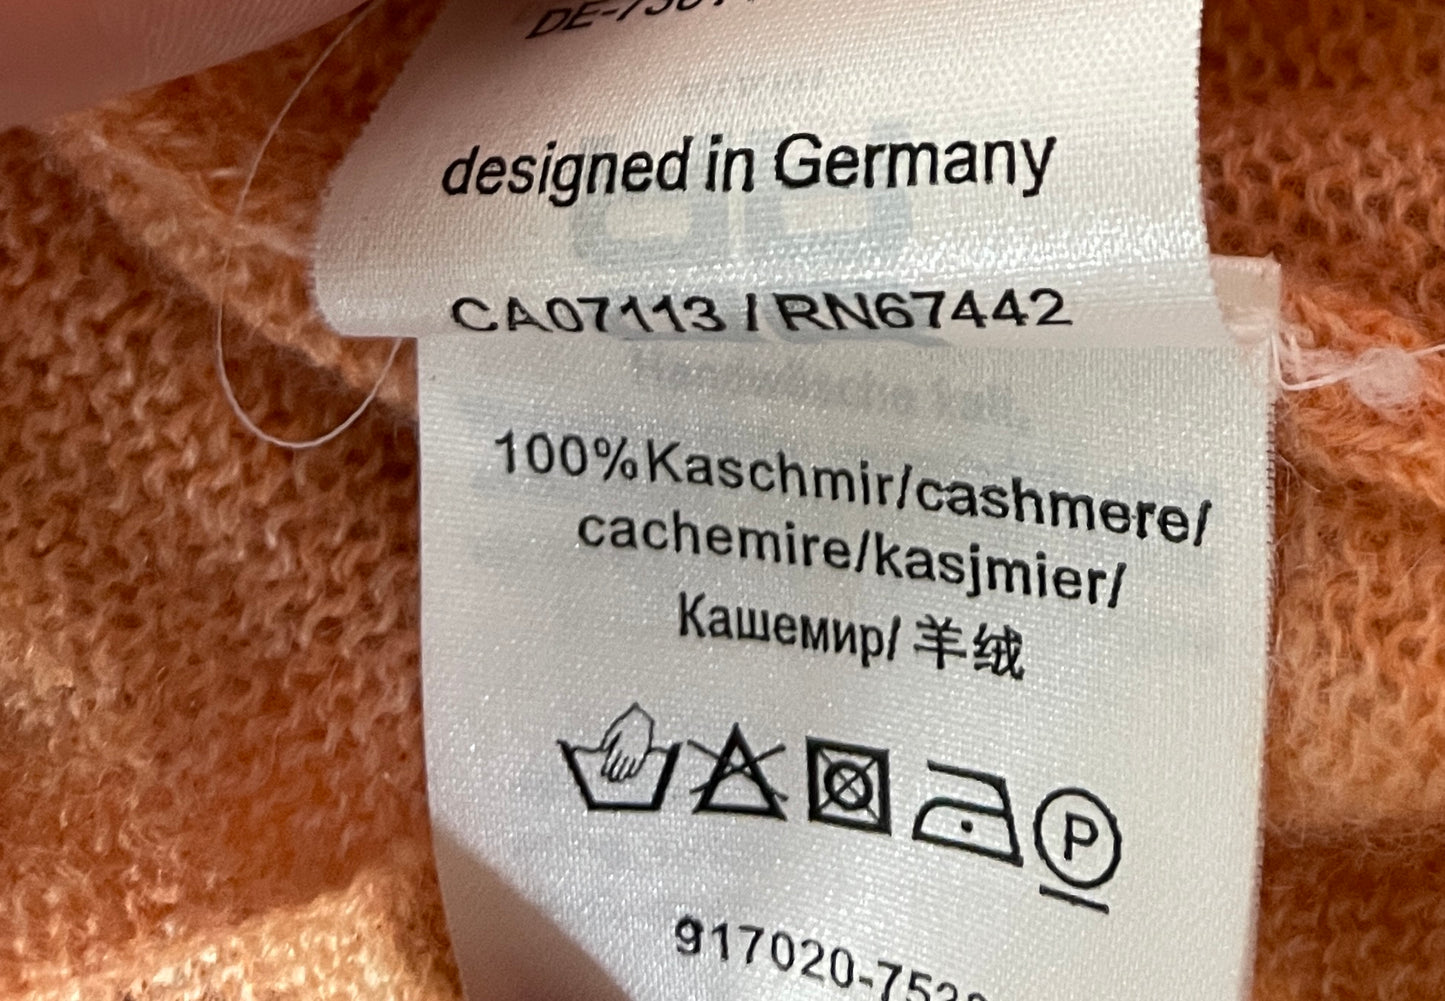 designed in Germany
CA07113 / RN67442
100%Kaschmir/cashmere/
cachemire/kasjmier/
Кашемир/ 羊绒
P